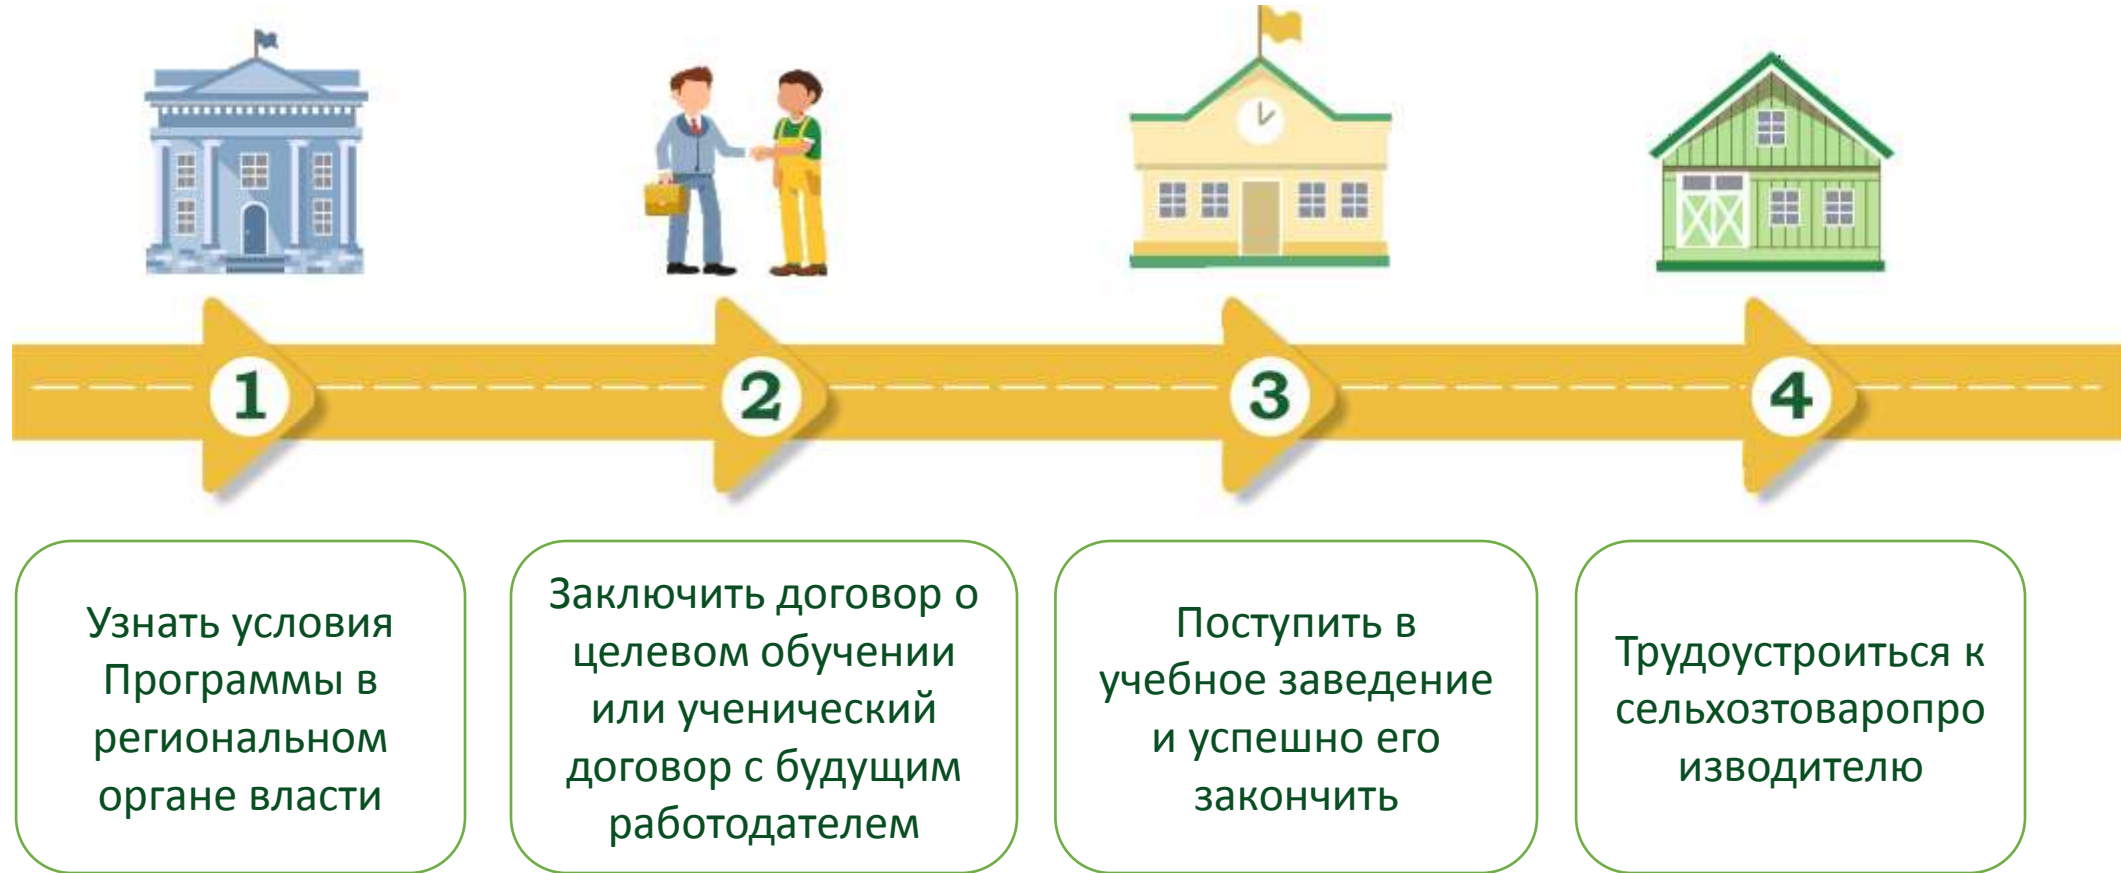 1
2
3
4
Узнать условия
Программы в
региональном
органе власти
Заключить договор о
целевом обучении
или ученический
договор с будущим
работодателем
Поступить в
учебное заведение
и успешно его
закончить
Трудоустроиться к
сельхозтоваропро
изводителю